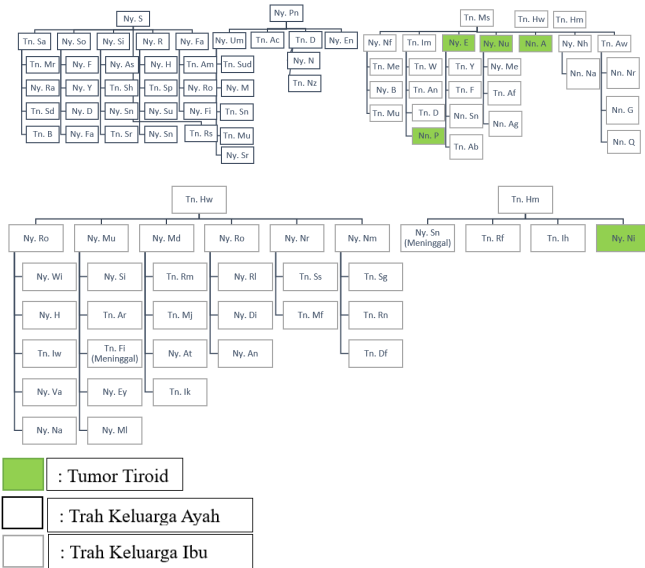 Ny. S
Ny. Pn
Tn. Ms
Tn. Hw
Tn. Hm
Tn. Sa
Ny. So
Ny. Si
Ny. R
Ny. Fa
Ny. Um
Tn. Ac
Tn. D
Ny. En
Ny. Nf
Tn. Im
Ny. E
Ny. Nu
Nn. A
Ny. Nh
Tn. Aw
Tn. Mr
Ny. F
Ny. As
Ny. H
Tn. Am
Tn. Sud
Ny. N
Tn. Me
Tn. W
Tn. Y
Ny. Me
Nn. Na
Nn. Nr
Ny. Ra
Ny. Y
Tn. Sh
Tn. Sp
Ny. Ro
Ny. M
Tn. Nz
Ny. B
Tn. An
Tn. F
Tn. Af
Tn. Sd
Ny. D
Ny. Sn
Ny. Su
Ny. Fi
Tn. Sn
Tn. Mu
Tn. D
Nn. Sn
Nn. Ag
Nn. G
Tn. B
Ny. Fa
Tn. Sr
Ny. Sn
Tn. Rs
Tn. Mu
Nn. P
Tn. Ab
Nn. Q
Ny. Sr
Tn. Hw
Tn. Hm
Ny. Ro
Ny. Mu
Ny. Md
Ny. Ro
Ny. Nr
Ny. Nm
Ny. Sn
(Meninggal)
Tn. Rf
Tn. Ih
Ny. Ni
Ny. Wi
Ny. Si
Tn. Rm
Ny. Rl
Tn. Ss
Tn. Sg
Ny. H
Tn. Ar
Tn. Mj
Ny. Di
Tn. Mf
Tn. Rn
Tn. Iw
Tn. Fi
(Meninggal)
Ny. At
Ny. An
Tn. Df
Ny. Va
Ny. Ey
Tn. Ik
Ny. Na
Ny. Ml
: Tumor Tiroid
: Trah Keluarga Ayah
: Trah Keluarga Ibu